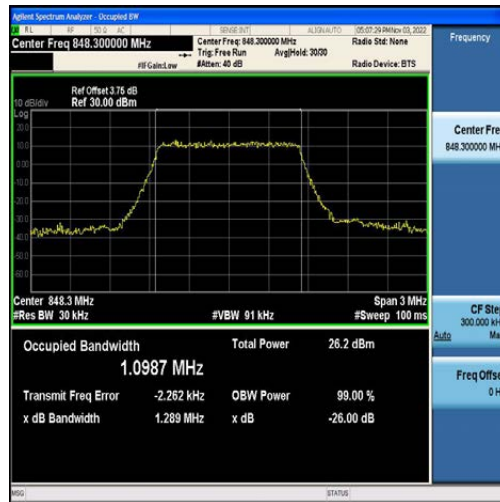 Agilent Spectrum Analyzer - Occupied BW
RL RF 50 Ω AC SENSE:INT ALIGNAUTO 05:07:29 PM Nov 03, 2022
Center Freq 848.300000 MHz
Center Freq: 848.300000 MHz
Radio Std: None
Trig: Free Run Avg|Hold: 30/30
#IFGain:Low #Atten: 40 dB Radio Device: BTS
Frequency
Ref Offset 3.75 dB
10 dB/div Ref 30.00 dBm
Log
20.0
10.0
0.00
-10.0
-20.0
-30.0
-40.0
-50.0
-60.0
Center 848.3 MHz Span 3 MHz
#Res BW 30 kHz #VBW 91 kHz #Sweep 100 ms
Occupied Bandwidth Total Power 26.2 dBm
1.0987 MHz
Transmit Freq Error -2.262 kHz OBW Power 99.00 %
x dB Bandwidth 1.289 MHz x dB -26.00 dB
Center Fre
848.300000 MH
CF Ste
300.000 kH
Auto Ma
Freq Offse
0 H
MSG STATUS